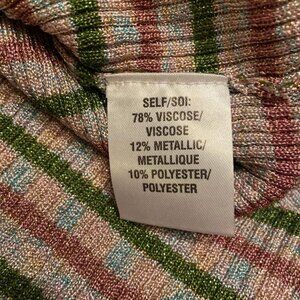 SELF/SOI:
78% VISCOSE/
VISCOSE
12% METALLIC/
METALLIQUE
10% POLYESTER/
POLYESTER